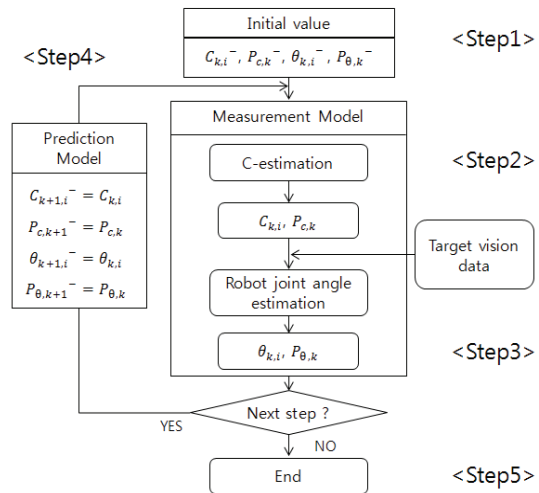 Initial value
<Step1>
C_{k,i}^-, P_{c,k}^-, θ_{k,i}^-, P_{θ,k}^-
<Step4>
Measurement Model
Prediction
Model
C_{k+1,i}^- = C_{k,i}
P_{c,k+1}^- = P_{c,k}
θ_{k+1,i}^- = θ_{k,i}
P_{θ,k+1}^- = P_{θ,k}
C-estimation
<Step2>
C_{k,i}, P_{c,k}
Target vision
data
Robot joint angle
estimation
θ_{k,i}, P_{θ,k}
<Step3>
Next step ?
YES
NO
End
<Step5>